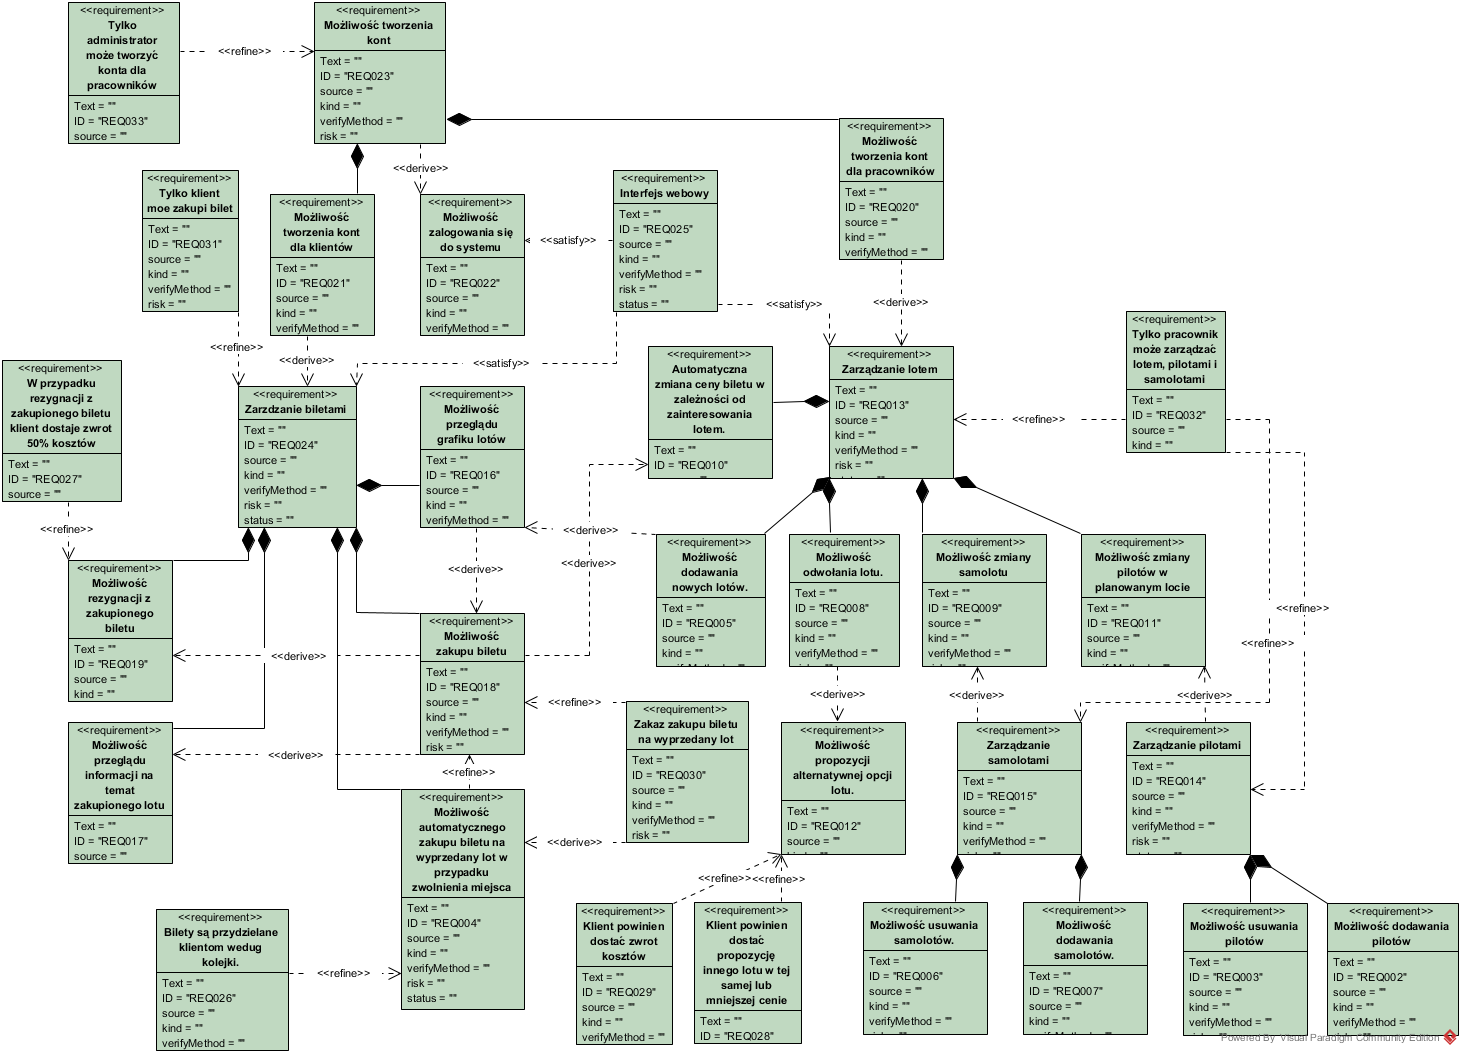 <<requirement>>
Tylko
administrator
może tworzyć
konta dla
pracowników
Text = ""
ID = "REQ033"
source = ""
<<refine>>
<<requirement>>
Możliwość tworzenia
kont
Text = ""
ID = "REQ023"
source = ""
kind = ""
verifyMethod = ""
risk = ""
<<derive>>
<<requirement>>
Możliwość
tworzenia kont
dla pracowników
Text = ""
ID = "REQ020"
source = ""
kind = ""
verifyMethod = ""
<<derive>>
<<requirement>>
Tylko klient
moe zakupi bilet
Text = ""
ID = "REQ031"
source = ""
kind = ""
verifyMethod = ""
risk = ""
<<refine>>
<<requirement>>
Możliwość
tworzenia kont
dla klientów
Text = ""
ID = "REQ021"
source = ""
kind = ""
verifyMethod = ""
<<derive>>
<<requirement>>
Możliwość
zalogowania się
do systemu
Text = ""
ID = "REQ022"
source = ""
kind = ""
verifyMethod = ""
<<satisfy>>
<<requirement>>
Interfejs webowy
Text = ""
ID = "REQ025"
source = ""
kind = ""
verifyMethod = ""
risk = ""
status = ""
<<satisfy>>
<<satisfy>>
<<requirement>>
Tylko pracownik
może zarządzać
lotem, pilotami i
samolotami
Text = ""
ID = "REQ032"
source = ""
kind = ""
<<refine>>
<<requirement>>
W przypadku
rezygnacji z
zakupionego biletu
klient dostaje zwrot
50% kosztów
Text = ""
ID = "REQ027"
source = ""
<<refine>>
<<requirement>>
Zarzdzanie biletami
Text = ""
ID = "REQ024"
source = ""
kind = ""
verifyMethod = ""
risk = ""
status = ""
<<requirement>>
Możliwość
przeglądu
grafiku lotów
Text = ""
ID = "REQ016"
source = ""
kind = ""
verifyMethod = ""
<<derive>>
<<derive>>
<<derive>>
<<requirement>>
Automatyczna
zmiana ceny biletu w
zależności od
zainteresowania
lotem.
Text = ""
ID = "REQ010"
<<requirement>>
Zarządzanie lotem
Text = ""
ID = "REQ013"
source = ""
kind = ""
verifyMethod = ""
risk = ""
<<requirement>>
Możliwość
dodawania
nowych lotów.
Text = ""
ID = "REQ005"
source = ""
kind = ""
<<requirement>>
Możliwość
odwołania lotu.
Text = ""
ID = "REQ008"
source = ""
kind = ""
verifyMethod = ""
<<derive>>
<<requirement>>
Możliwość zmiany
samolotu
Text = ""
ID = "REQ009"
source = ""
kind = ""
verifyMethod = ""
<<derive>>
<<requirement>>
Możliwość zmiany
pilotów w
planowanym locie
Text = ""
ID = "REQ011"
source = ""
kind = ""
verifyMethod = ""
<<derive>>
<<refine>>
<<refine>>
<<requirement>>
Możliwość
rezygnacji z
zakupionego
biletu
Text = ""
ID = "REQ019"
source = ""
kind = ""
<<derive>>
<<requirement>>
Możliwość
zakupu biletu
Text = ""
ID = "REQ018"
source = ""
kind = ""
verifyMethod = ""
risk = ""
<<refine>>
<<refine>>
<<requirement>>
Zakaz zakupu biletu
na wyprzedany lot
Text = ""
ID = "REQ030"
source = ""
kind = ""
verifyMethod = ""
risk = ""
<<derive>>
<<requirement>>
Możliwość
przeglądu
informacji na
temat
zakupionego lotu
Text = ""
ID = "REQ017"
source = ""
<<derive>>
<<requirement>>
Możliwość
automatycznego
zakupu biletu na
wyprzedany lot w
przypadku
zwolnienia miejsca
Text = ""
ID = "REQ004"
source = ""
kind = ""
verifyMethod = ""
risk = ""
status = ""
<<requirement>>
Możliwość
propozycji
alternatywnej opcji
lotu.
Text = ""
ID = "REQ012"
source = ""
<<refine>>
<<refine>>
<<requirement>>
Zarządzanie
samolotami
Text = ""
ID = "REQ015"
source = ""
kind = ""
verifyMethod = ""
<<requirement>>
Zarządzanie pilotami
Text = ""
ID = "REQ014"
source = ""
kind = ""
verifyMethod = ""
risk = ""
<<requirement>>
Bilety są przydzielane
klientom wedug
kolejki.
Text = ""
ID = "REQ026"
source = ""
kind = ""
verifyMethod = ""
<<refine>>
<<requirement>>
Klient powinien
dostać zwrot
kosztów
Text = ""
ID = "REQ029"
source = ""
kind = ""
verifyMethod = ""
<<requirement>>
Klient powinien
dostać
propozycję
innego lotu w tej
samej lub
mniejszej cenie
Text = ""
ID = "REQ028"
<<requirement>>
Możliwość usuwania
samolotów.
Text = ""
ID = "REQ006"
source = ""
kind = ""
verifyMethod = ""
<<requirement>>
Możliwość
dodawania
samolotów.
Text = ""
ID = "REQ007"
source = ""
kind = ""
verifyMethod = ""
<<requirement>>
Możliwość usuwania
pilotów
Text = ""
ID = "REQ003"
source = ""
kind = ""
verifyMethod = ""
<<requirement>>
Możliwość dodawania
pilotów
Text = ""
ID = "REQ002"
source = ""
kind = ""
verifyMethod = ""
Powered By Visual Paradigm Community Edition